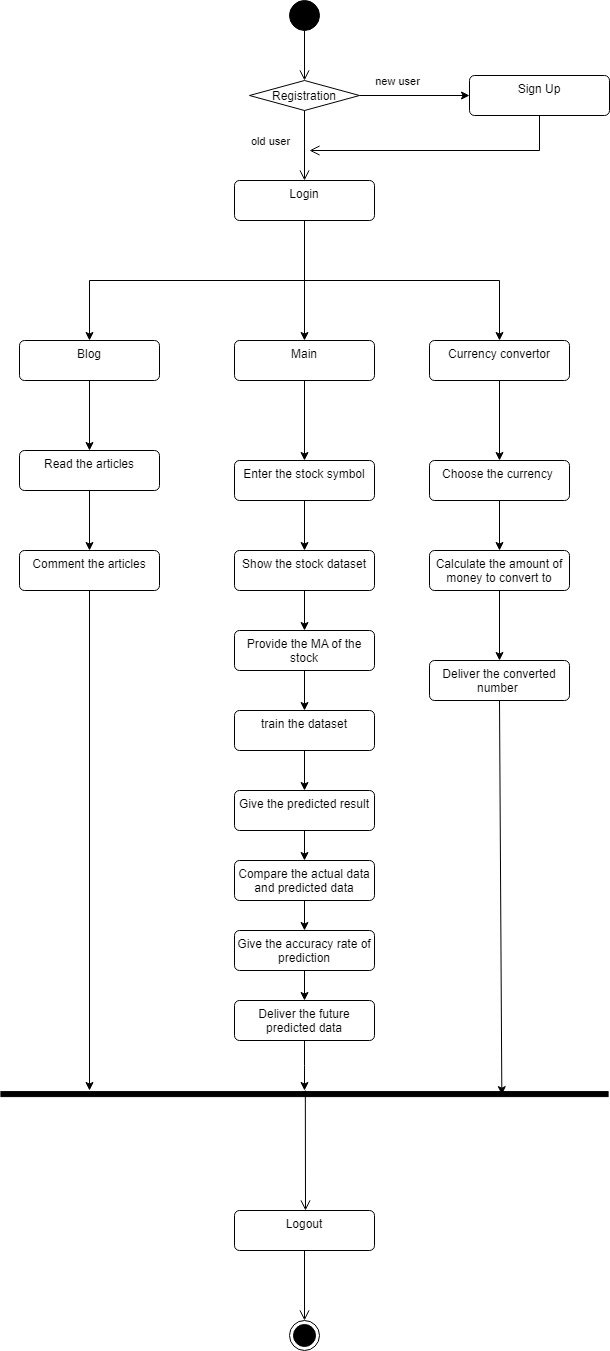 new user
Registration
Sign Up
old user
Login
Blog
Main
Currency convertor
Read the articles
Enter the stock symbol
Choose the currency
Comment the articles
Show the stock dataset
Calculate the amount of
money to convert to
Provide the MA of the
stock
Deliver the converted
number
train the dataset
Give the predicted result
Compare the actual data
and predicted data
Give the accuracy rate of
prediction
Deliver the future
predicted data
Logout